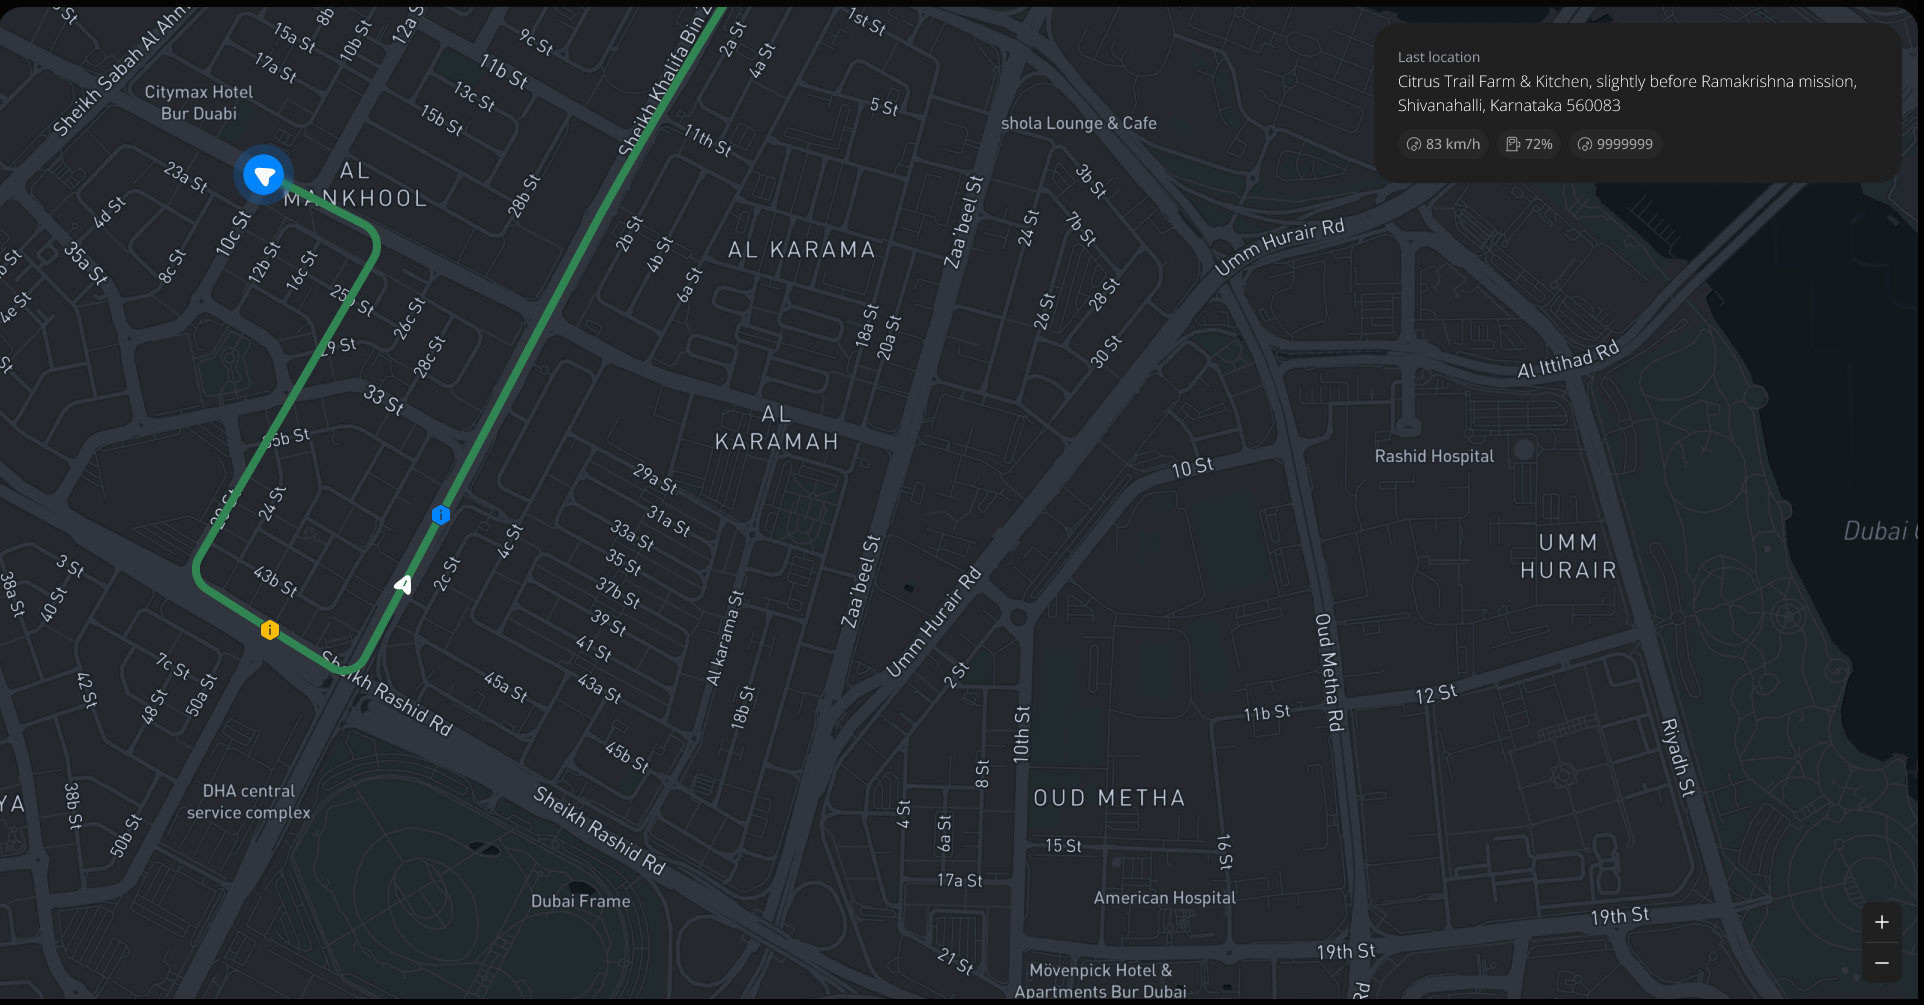 Last location
Citrus Trail Farm & Kitchen, slightly before Ramakrishna mission,
Shivanahalli, Karnataka 560083
83 km/h
72%
9999999
Sheikh Sabah Al Ahm
15a St
17a St
8b
10b St
12a S
9c St
11b St
13c St
15b St
Sheikh Khalifa Bin Z
2a St
4a St
1st St
5 St
11th St
Citymax Hotel
Bur Duabi
shola Lounge & Cafe
AL
MANKHOOL
23a St
4d St
35a St
8c St
10c St
12b St
16c St
26c St
28c St
28b St
4e St
33 St
24 St
43b St
2b St
4b St
6a St
AL KARAMA
18a St
20a St
Zaa'beel St
24 St
3b St
7b St
26 St
28 St
30 St
Umm Hurair Rd
Al Ittihad Rd
AL
KARAMAH
29a St
31a St
33a St
35 St
37b St
39 St
41 St
43a St
45a St
45b St
4c St
2c St
10 St
Rashid Hospital
UMM
HURAIR
Dubai
Zaa'beel St
Umm Hurair Rd
Al karama St
18b St
2 St
10th St
Oud Metha Rd
11b St
12 St
Riyadh St
3 St
38a St
40 St
42 St
7c St
48 St
50a St
Sheikh Rashid Rd
DHA central
service complex
YA
38b St
50b St
Sheikh Rashid Rd
Dubai Frame
OUD METHA
4 St
6a St
8 St
15 St
16 St
17a St
American Hospital
19th St
19th St
21 St
Mövenpick Hotel &
Apartments Bur Dubai
Rd
+
−